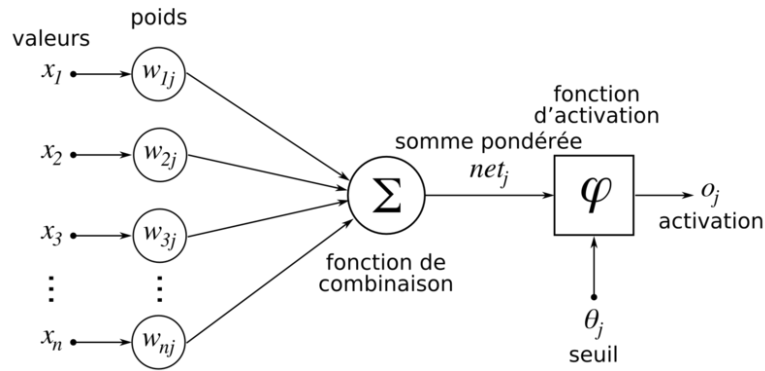 poids
valeurs
x1
w1j
x2
w2j
x3
w3j
⋮ ⋮
xn
wnj
Σ
fonction de
combinaison
somme pondérée
netj
fonction
d'activation
φ
oj
activation
θj
seuil